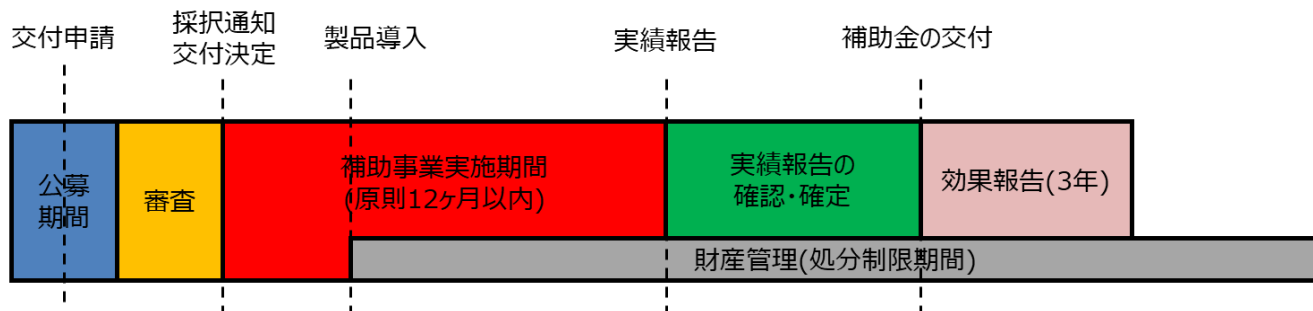 交付申請
採択通知
交付決定
製品導入
実績報告
補助金の交付
公募
期間
審査
補助事業実施期間
(原則12ヶ月以内)
実績報告の
確認・確定
効果報告(3年)
財産管理(処分制限期間)